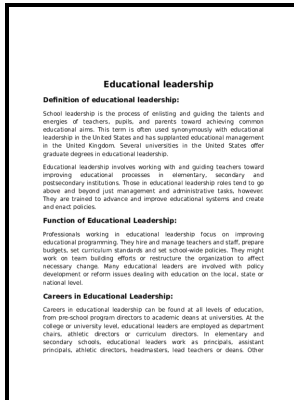 Educational leadership
Definition of educational leadership:
School leadership is the process of enlisting and guiding the talents and
energies of teachers, pupils, and parents toward achieving common
educational aims. This term is often used synonymously with educational
leadership in the United States and has supplanted educational management
in the United Kingdom. Several universities in the United States offer
graduate degrees in educational leadership.
Educational leadership involves working with and guiding teachers toward
improving educational processes in elementary, secondary and
postsecondary institutions. Those in educational leadership roles tend to go
above and beyond just management and administrative tasks, however.
They are trained to advance and improve educational systems and create
and enact policies.
Function of Educational Leadership:
Professionals working in educational leadership focus on improving
educational programming. They hire and manage teachers and staff, prepare
budgets, set curriculum standards and set school-wide policies. They might
work on team building efforts or restructure the organization to affect
necessary change. Many educational leaders are involved with policy
development or reform issues dealing with education on the local, state or
national level.
Careers in Educational Leadership:
Careers in educational leadership can be found at all levels of education,
from pre-school program directors to academic deans at universities. At the
college or university level, educational leaders are employed as department
chairs, athletic directors or curriculum directors. In elementary and
secondary schools, educational leaders work as principals, assistant
principals, athletic directors, headmasters, lead teachers or deans. Other